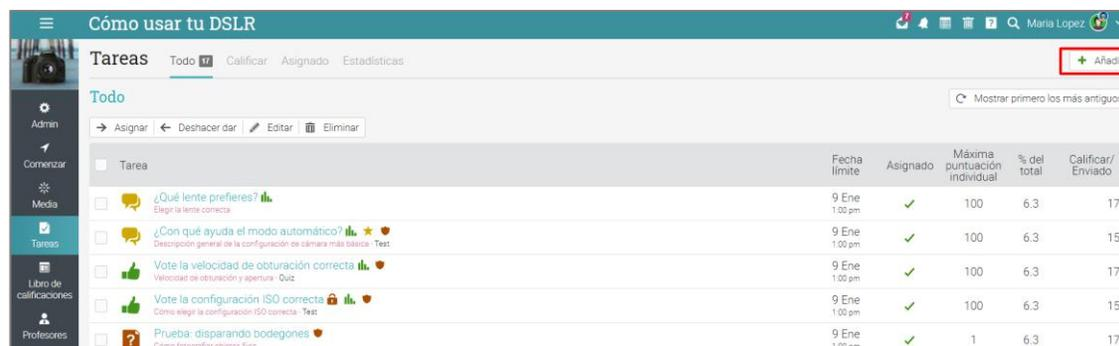 Cómo usar tu DSLR
2
Maria Lopez
Tareas
Todo 17
Calificar
Asignado
Estadísticas
+ Añadi
Todo
Mostrar primero los más antiguos
Admin
Comenzar
Media
Tareas
Libro de
calificaciones
Profesores
Asignar
Deshacer dar
Editar
Eliminar
Tarea
Fecha
límite
Asignado
Máxima
puntuación
individual
% del
total
Calificar/
Enviado
¿Qué lente prefieres?
Elegir la lente correcta
9 Ene
1:00 pm
100
6.3
17
¿Con qué ayuda el modo automático?
Descripción general de la configuración de cámara más básica · Test
9 Ene
1:00 pm
100
6.3
15
Vote la velocidad de obturación correcta
Velocidad de obturación y apertura · Quiz
9 Ene
1:00 pm
100
6.3
17
Vote la configuración ISO correcta
Cómo elegir la configuración ISO correcta · Test
9 Ene
1:00 pm
100
6.3
15
Prueba: disparando bodegones
9 Ene
1
6.3
17